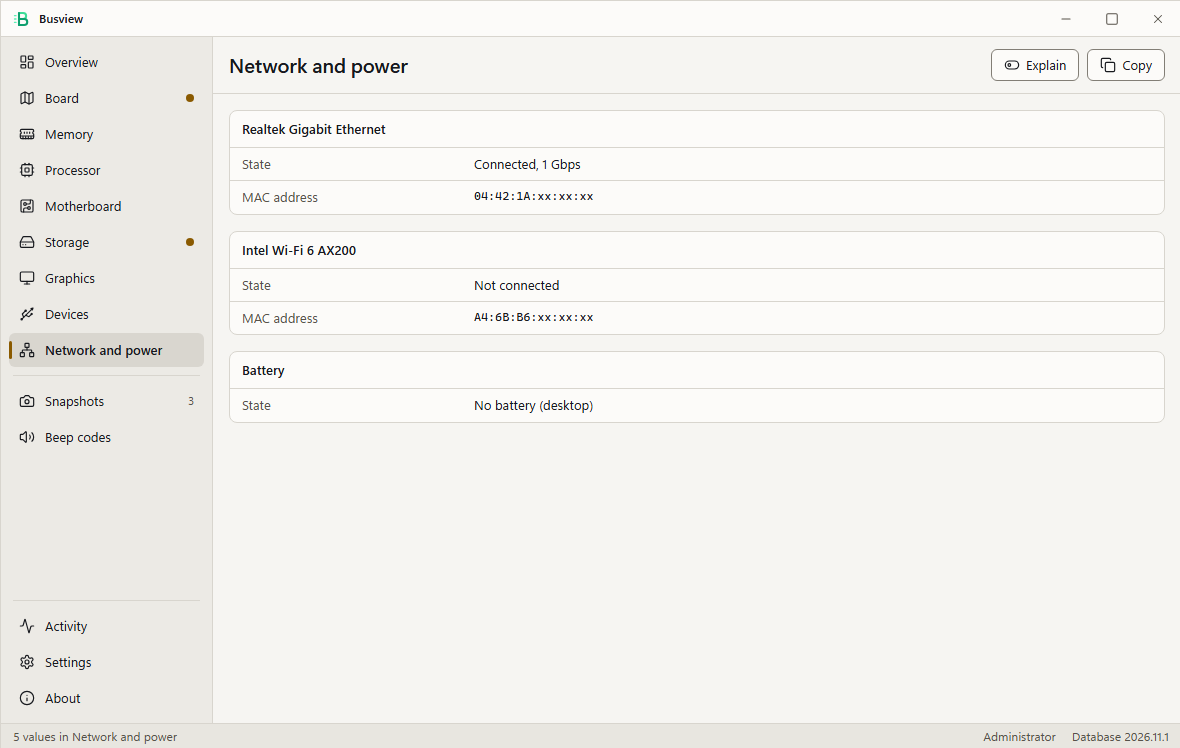 Busview
Overview
Board
Memory
Processor
Motherboard
Storage
Graphics
Devices
Network and power
Snapshots 3
Beep codes
Activity
Settings
About
Network and power
Explain
Copy
Realtek Gigabit Ethernet
State Connected, 1 Gbps
MAC address 04:42:1A:xx:xx:xx
Intel Wi-Fi 6 AX200
State Not connected
MAC address A4:6B:B6:xx:xx:xx
Battery
State No battery (desktop)
5 values in Network and power
Administrator Database 2026.11.1